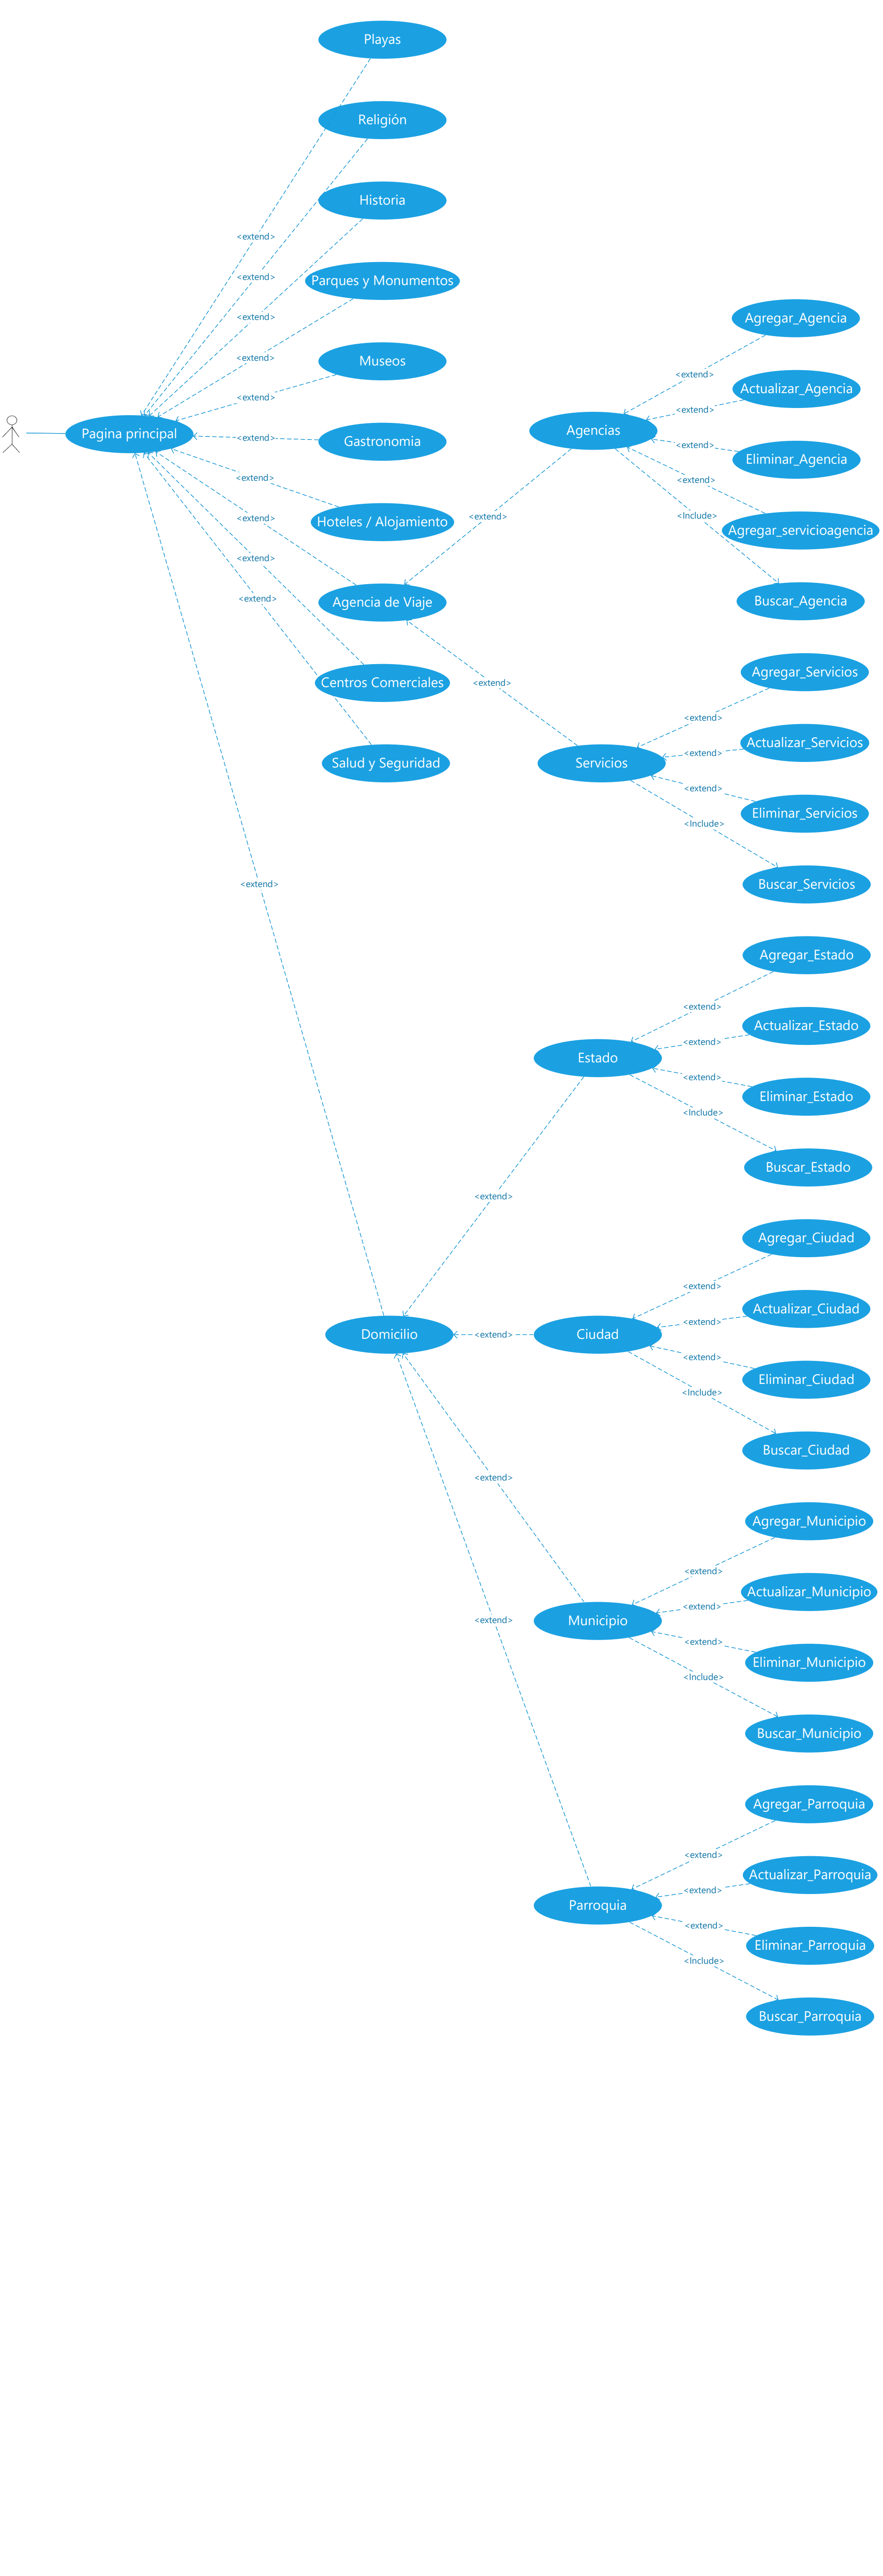 Playas
Religión
Historia
<extend>
<extend>
Parques y Monumentos
Agregar_Agencia
<extend>
<extend>
Museos
<extend>
Actualizar_Agencia
<extend>
<extend>
Pagina principal
Agencias
<extend>
Gastronomia
<extend>
Eliminar_Agencia
<extend>
<extend>
Hoteles / Alojamiento
<extend>
<Include>
<extend>
Agregar_servicioagencia
<extend>
Agencia de Viaje
Buscar_Agencia
<extend>
Agregar_Servicios
Centros Comerciales
<extend>
<extend>
Actualizar_Servicios
<extend>
Salud y Seguridad
Servicios
<extend>
Eliminar_Servicios
<Include>
<extend>
Buscar_Servicios
Agregar_Estado
<extend>
Actualizar_Estado
<extend>
Estado
<extend>
Eliminar_Estado
<Include>
Buscar_Estado
<extend>
Agregar_Ciudad
<extend>
Actualizar_Ciudad
<extend>
Domicilio
<extend>
Ciudad
<extend>
Eliminar_Ciudad
<Include>
Buscar_Ciudad
<extend>
Agregar_Municipio
<extend>
Actualizar_Municipio
<extend>
<extend>
Municipio
<extend>
Eliminar_Municipio
<Include>
Buscar_Municipio
Agregar_Parroquia
<extend>
Actualizar_Parroquia
<extend>
Parroquia
<extend>
Eliminar_Parroquia
<Include>
Buscar_Parroquia